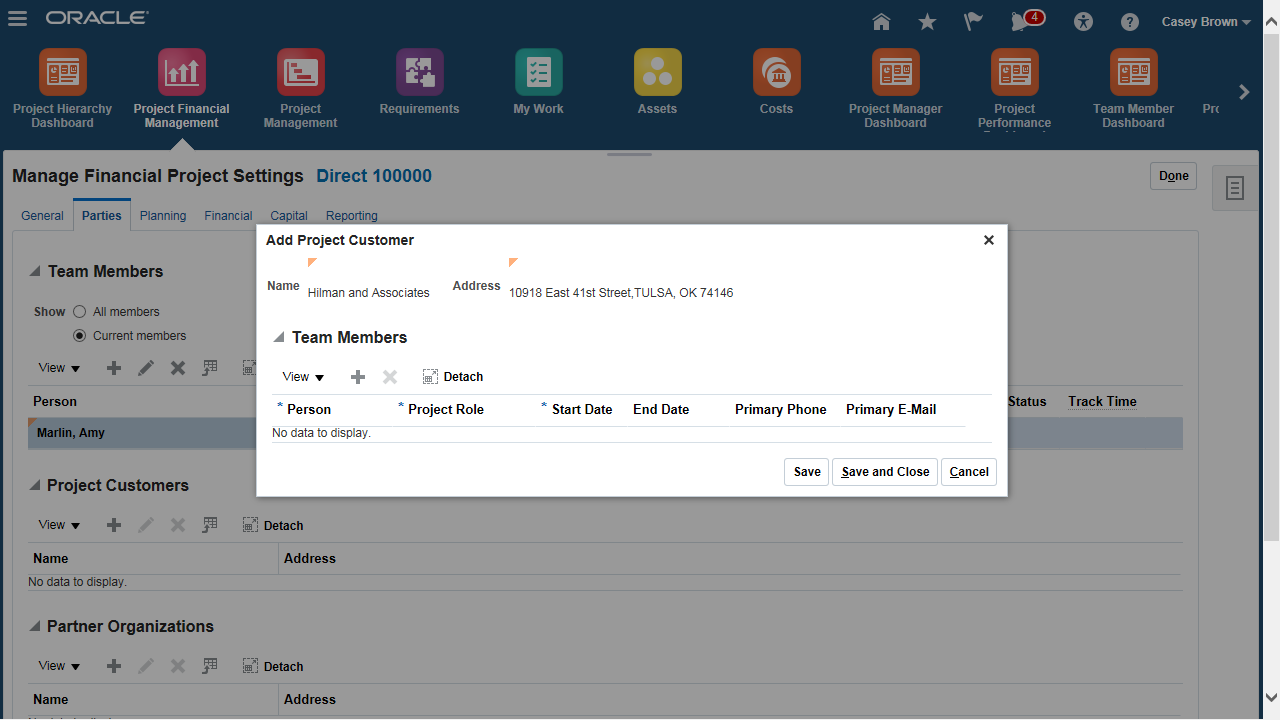 ORACLE
4
Casey Brown
Project Hierarchy
Dashboard
Project Financial
Management
Project
Management
Requirements
My Work
Assets
Costs
Project Manager
Dashboard
Project
Performance
Team Member
Dashboard
Manage Financial Project Settings Direct 100000
Done
General Parties Planning Financial Capital Reporting
Team Members
Show All members
Current members
View
Person
Status Track Time
Marlin, Amy
Add Project Customer
Name Hilman and Associates Address 10918 East 41st Street,TULSA, OK 74146
Team Members
View Detach
* Person * Project Role * Start Date End Date Primary Phone Primary E-Mail
No data to display.
Save Save and Close Cancel
Project Customers
View Detach
Name Address
No data to display.
Partner Organizations
View Detach
Name Address